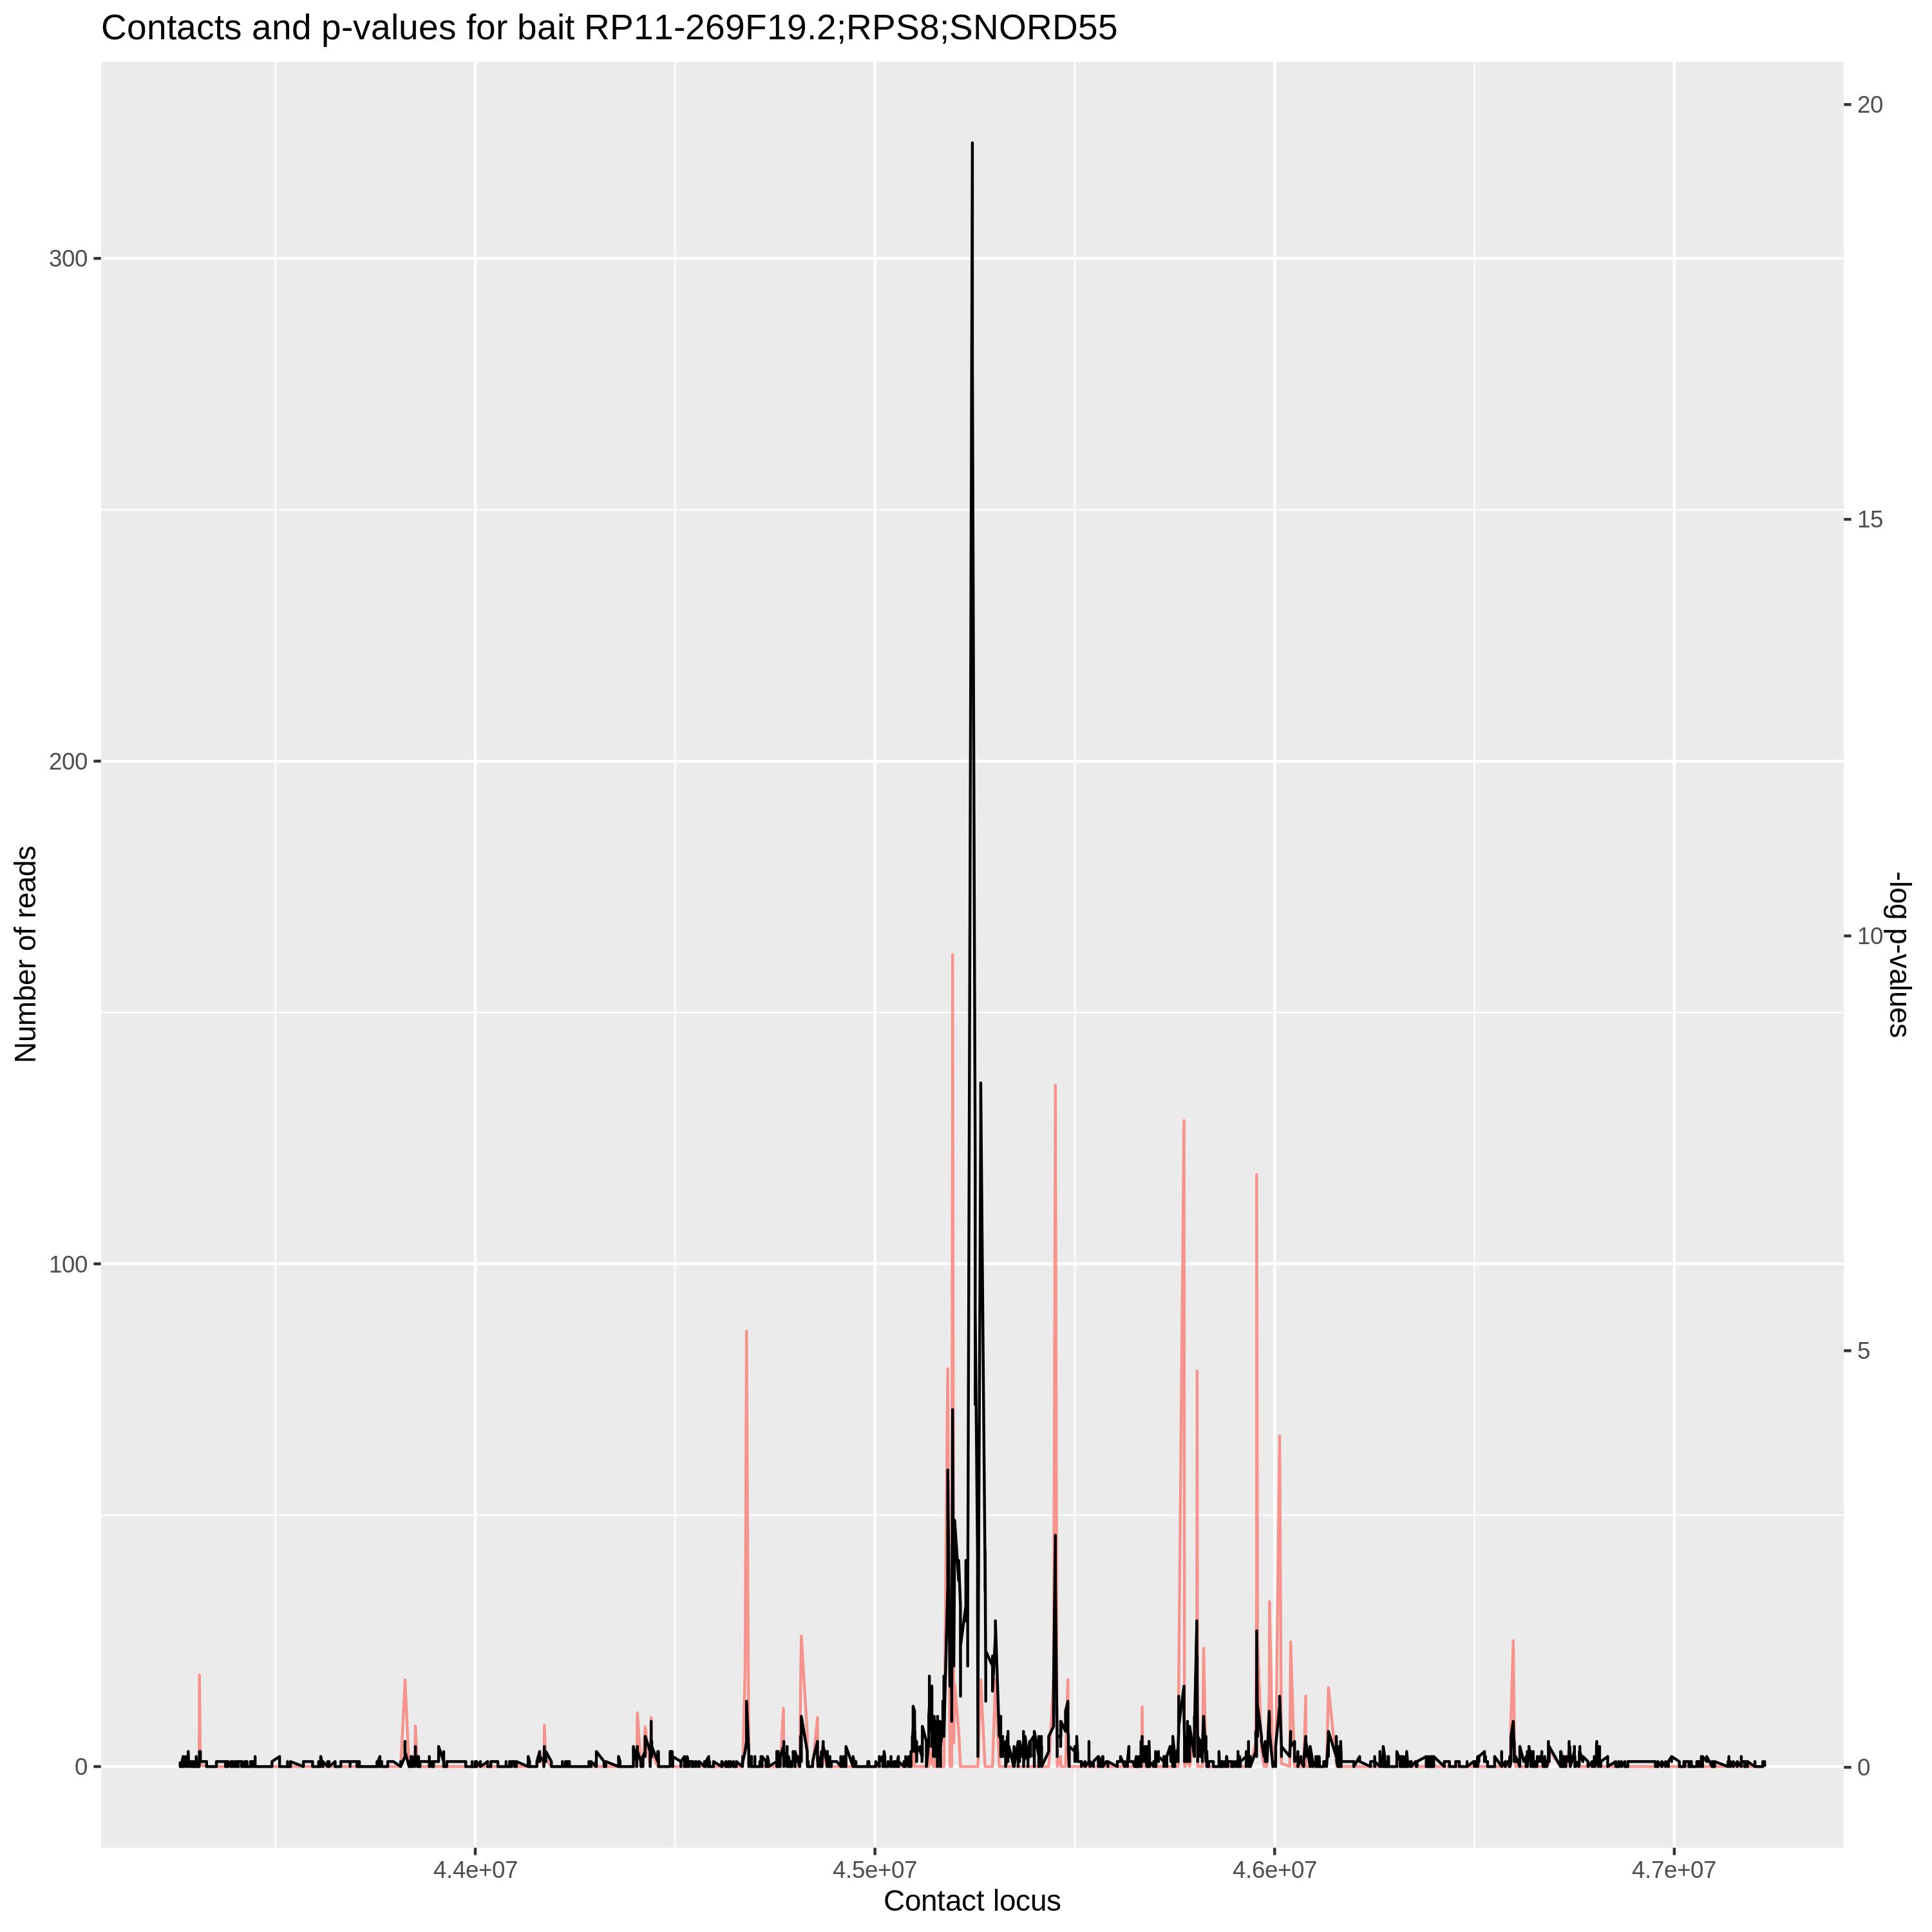 Contacts and p-values for bait RP11-269F19.2;RPS8;SNORD55
Number of reads
300
200
100
0
20
15
10
5
0
-log p-values
4.4e+07 4.5e+07 4.6e+07 4.7e+07
Contact locus